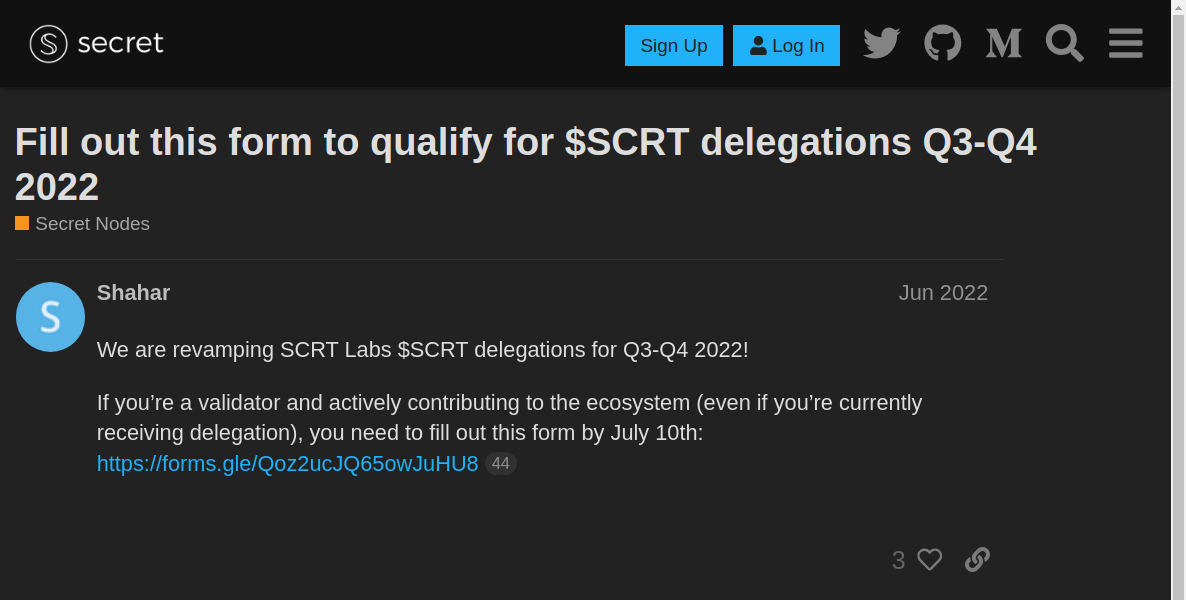 secret
Sign Up
Log In
Fill out this form to qualify for $SCRT delegations Q3-Q4
2022
Secret Nodes
S
Shahar
Jun 2022
We are revamping SCRT Labs $SCRT delegations for Q3-Q4 2022!
If you’re a validator and actively contributing to the ecosystem (even if you’re currently
receiving delegation), you need to fill out this form by July 10th:
https://forms.gle/Qoz2ucJQ65owJuHU8 44
3